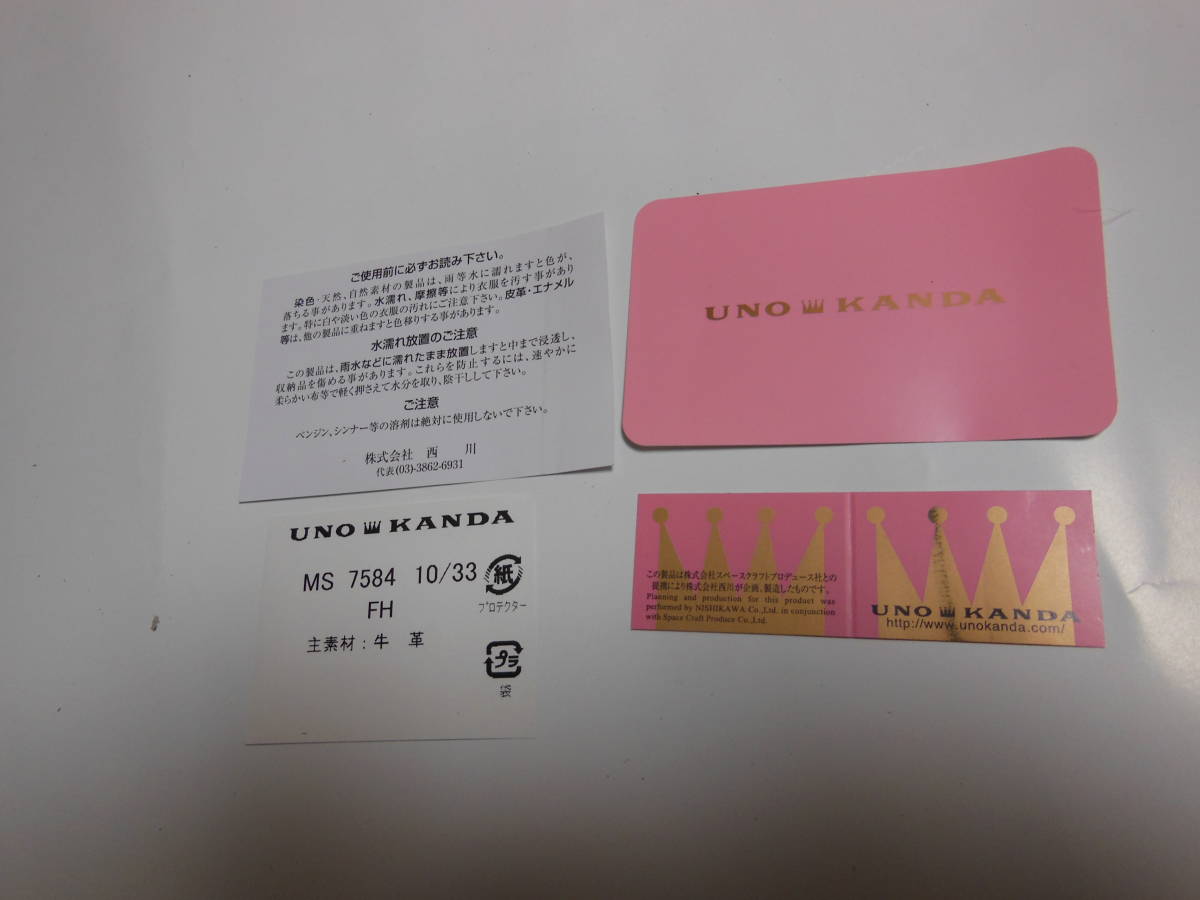 ご使用前に必ずお読み下さい。
染色・天然、自然素材の製品は、雨等水に濡れますと色が、
落ちる事があります。水濡れ、摩擦等により衣服を汚す事があり
ます。特に白や淡い色の衣服の汚れにご注意下さい。皮革・エナメル
等は、他の製品に重ねますと色移りする事があります。
水濡れ放置のご注意
この製品は、雨水などに濡れたまま放置しますと中まで浸透し、
収納品を傷める事があります。これらを防止するには、速やかに
柔らかい布等で軽く押さえて水分を取り、陰干しして下さい。
ご注意
ベンジン、シンナー等の溶剤は絶対に使用しないで下さい。
株式会社 西 川
代表(03)-3862-6931
UNO KANDA
UNO KANDA
MS 7584 10/33
FH
主素材:牛 革
紙
プロテクター
プラ
袋
この製品は株式会社スペースクラフトプロデュース社との
提携により株式会社西川が企画、製造したものです。
Planning and production for this product was
performed by NISHIKAWA Co.,Ltd. in conjunction
with Space Craft Produce Co.,Ltd.
UNO KANDA
http://www.unokanda.com/